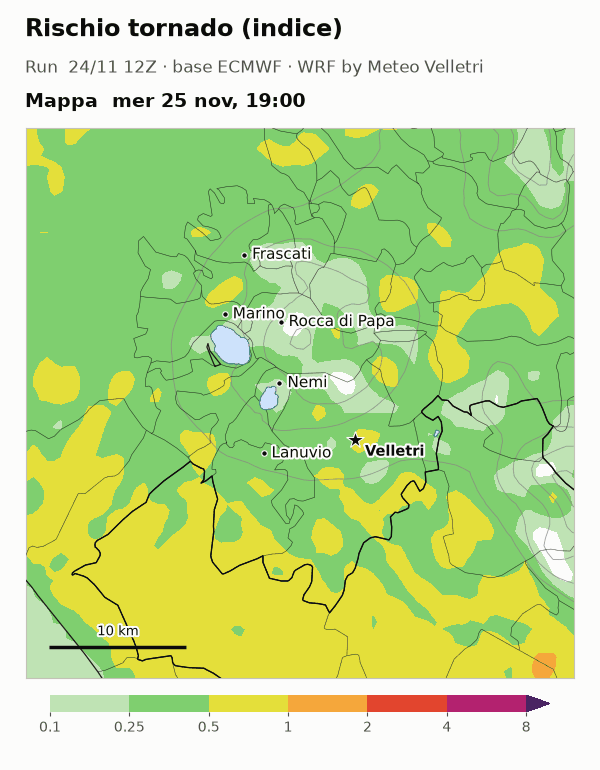 Rischio tornado (indice)
Run  24/11 12Z · base ECMWF · WRF by Meteo Velletri
Mappa  mer 25 nov, 19:00
Frascati
Marino
Rocca di Papa
Nemi
Velletri
Lanuvio
10 km
0.1 0.25 0.5 1 2 4 8